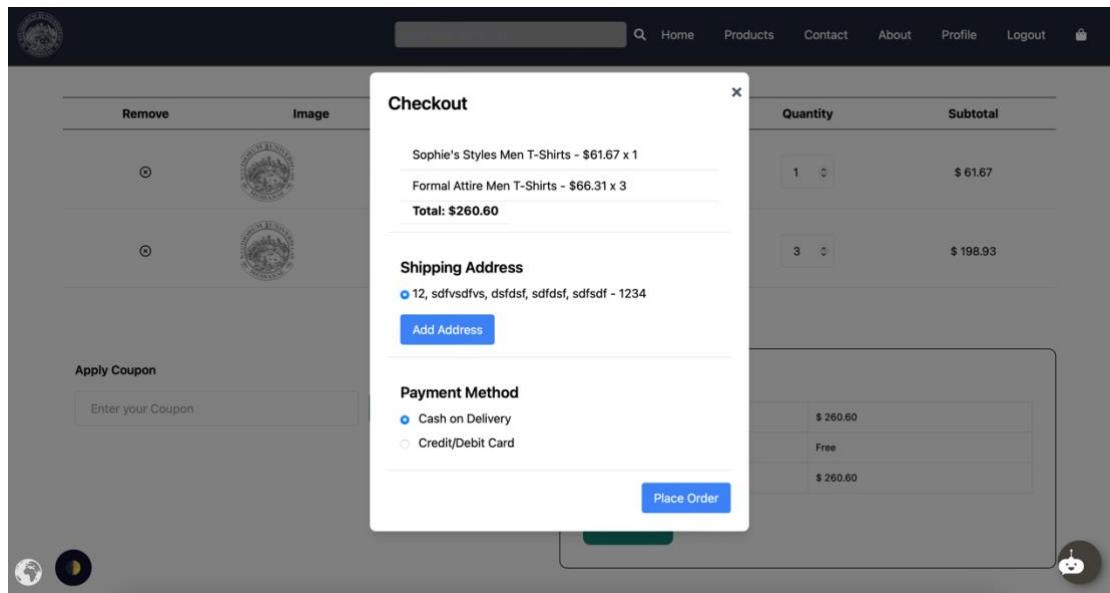 Home Products Contact About Profile Logout
Remove Image Quantity Subtotal
1 $ 61.67
3 $ 198.93
Checkout
Sophie's Styles Men T-Shirts - $61.67 x 1
Formal Attire Men T-Shirts - $66.31 x 3
Total: $260.60
Shipping Address
12, sdfvsdfvs, dsfdsf, sdfdsf, sdfsdf - 1234
Add Address
Payment Method
Cash on Delivery
Credit/Debit Card
Place Order
Apply Coupon
Enter your Coupon
$ 260.60
Free
$ 260.60